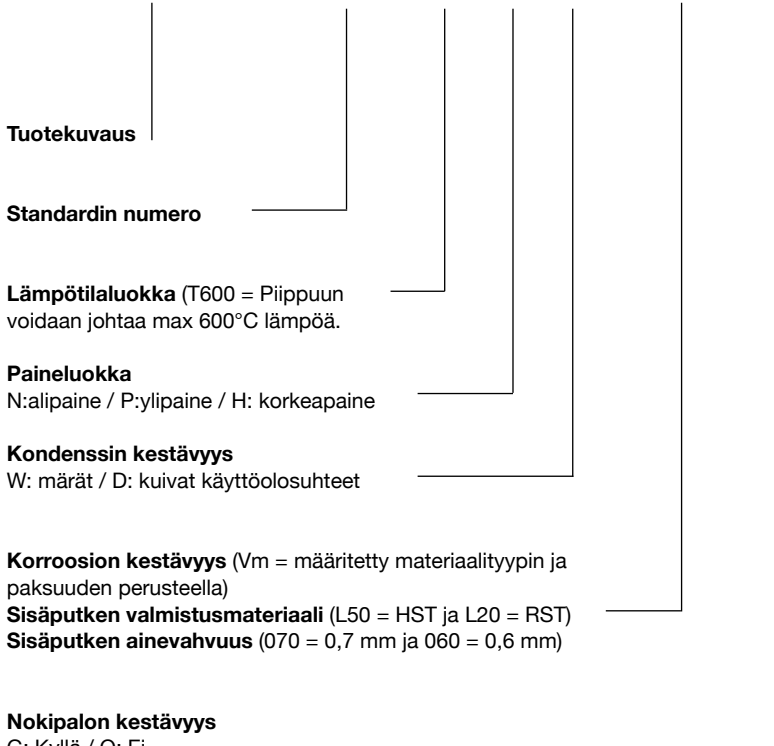 Tuotekuvaus
Standardin numero
Lämpötilaluokka (T600 = Piippuun
voidaan johtaa max 600°C lämpöä.
Paineluokka
N:alipaine / P:ylipaine / H: korkeapaine
Kondenssin kestävyys
W: märät / D: kuivat käyttöolosuhteet
Korroosion kestävyys (Vm = määritetty materiaalityypin ja
paksuuden perusteella)
Sisäputken valmistusmateriaali (L50 = HST ja L20 = RST)
Sisäputken ainevahvuus (070 = 0,7 mm ja 060 = 0,6 mm)
Nokipalon kestävyys